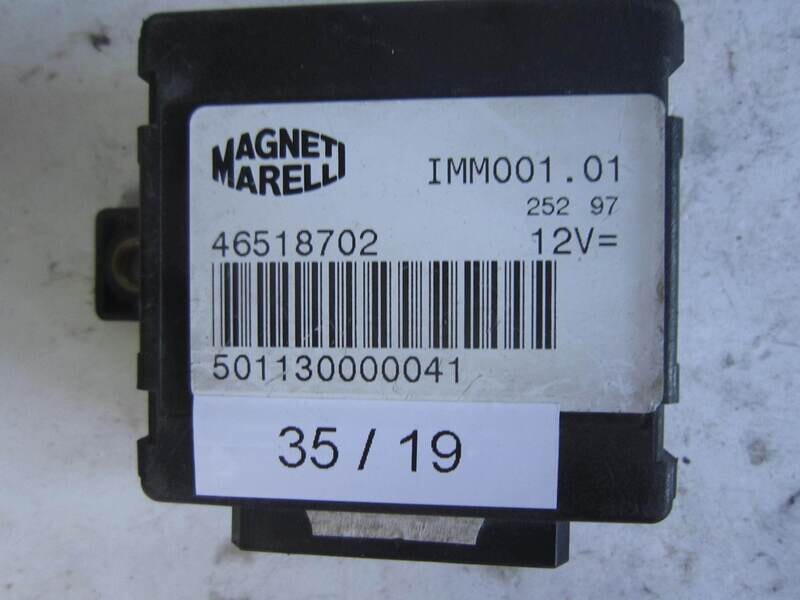 MAGNETI
MARELLI
IMM001.01
252 97
46518702
12V=
501130000041
35 / 19